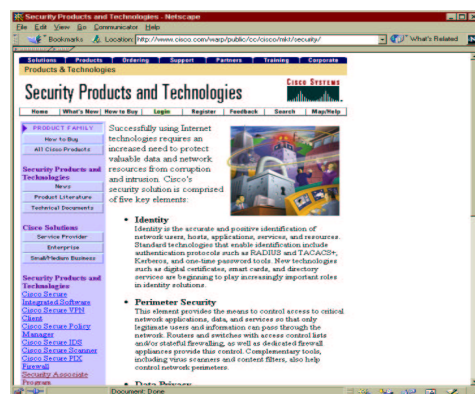 Security Products and Technologies - Netscape
File Edit View Go Communicator Help
Bookmarks Location: http://www.cisco.com/warp/public/cc/cisco/mkt/security/ What's Related
Solutions Products Ordering Support Partners Training Corporate
Products & Technologies
Security Products and Technologies
CISCO SYSTEMS
Home What's New How to Buy Login Register Feedback Search Map/Help
PRODUCT FAMILY
How to Buy
All Cisco Products
Security Products and
Technologies
News
Product Literature
Technical Documents
Cisco Solutions
Service Provider
Enterprise
Small/Medium Business
Security Products and
Technologies
Cisco Secure
Integrated Software
Cisco Secure VPN
Client
Cisco Secure Policy
Manager
Cisco Secure IDS
Cisco Secure Scanner
Cisco Secure PIX
Firewall
Security Associate
Program
Successfully using Internet
technologies requires an
increased need to protect
valuable data and network
resources from corruption
and intrusion. Cisco's
security solution is comprised
of five key elements:
• Identity
Identity is the accurate and positive identification of
network users, hosts, applications, services, and resources.
Standard technologies that enable identification include
authentication protocols such as RADIUS and TACACS+,
Kerberos, and one-time password tools. New technologies
such as digital certificates, smart cards, and directory
services are beginning to play increasingly important roles
in identity solutions.
• Perimeter Security
This element provides the means to control access to critical
network applications, data, and services so that only
legitimate users and information can pass through the
network. Routers and switches with access control lists
and/or stateful firewalling, as well as dedicated firewall
appliances provide this control. Complementary tools,
including virus scanners and content filters, also help
control network perimeters.
• Data Privacy
Document: Done